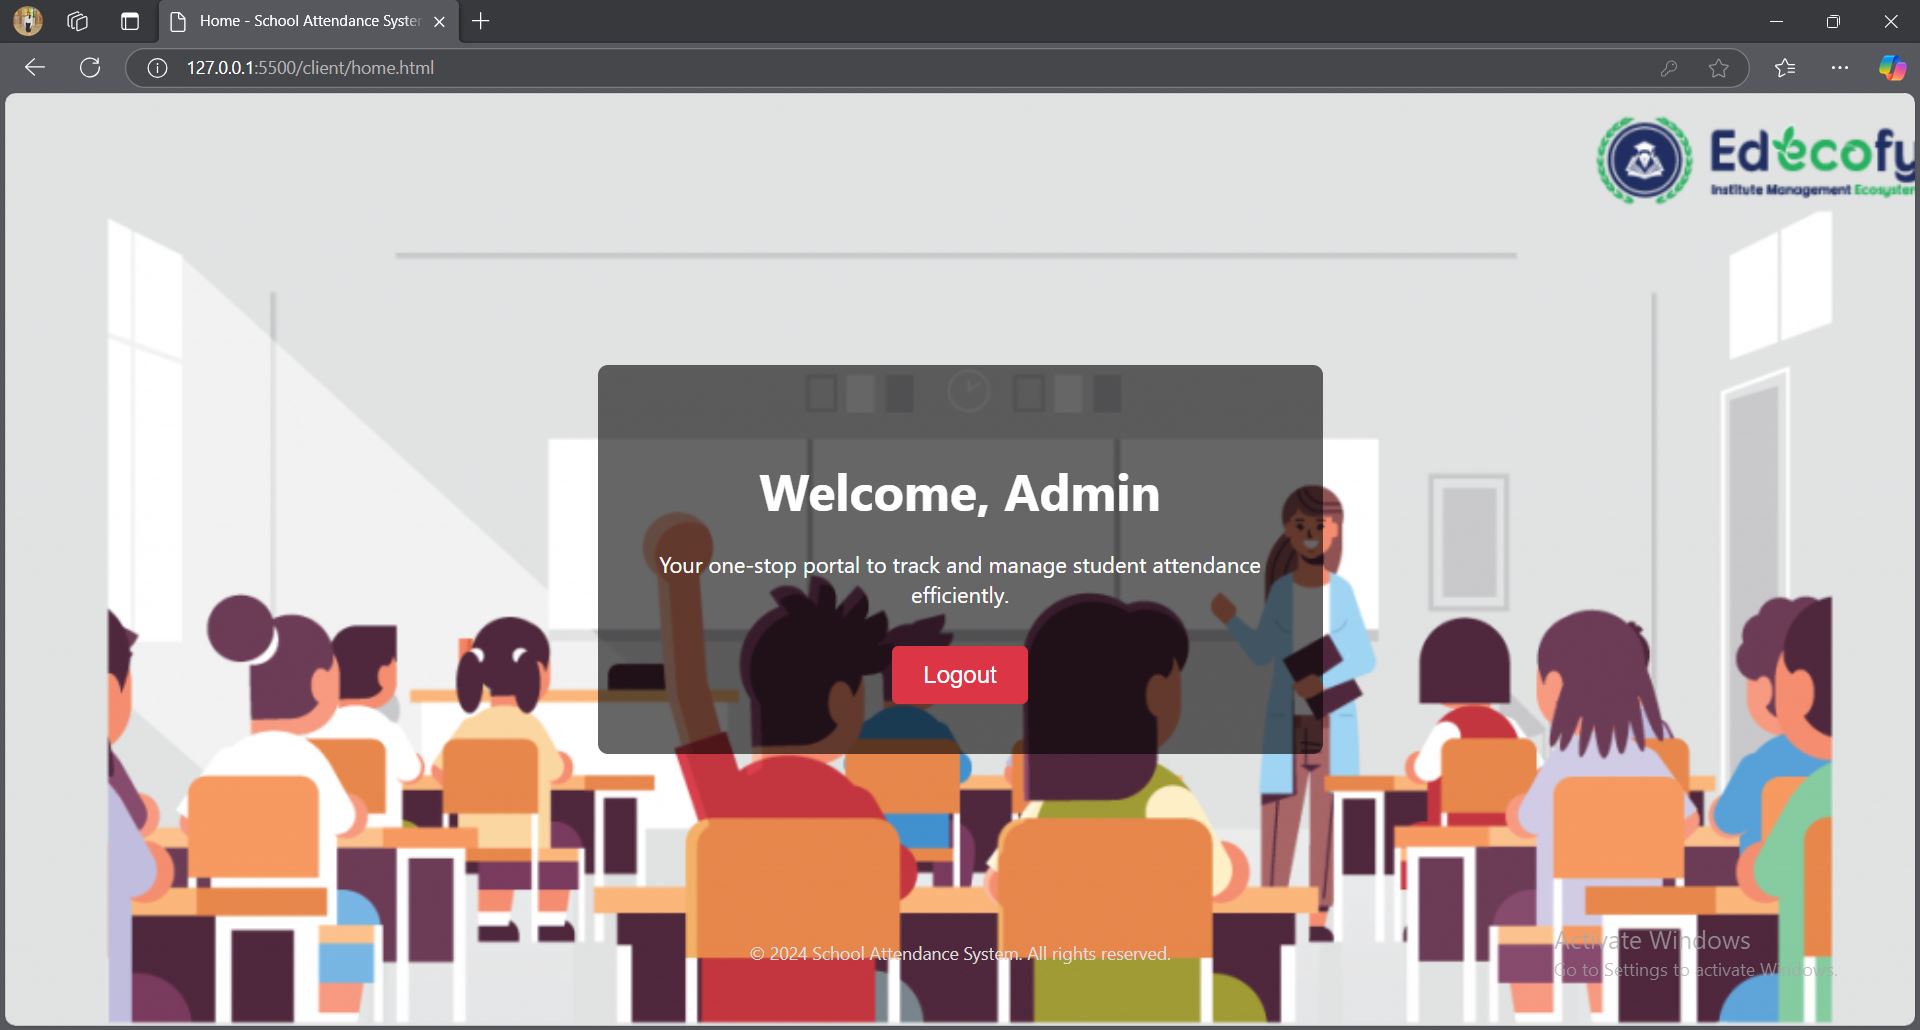 Home - School Attendance Syste
127.0.0.1:5500/client/home.html
Edecofy
Institute Management Ecosyster
Welcome, Admin
Your one-stop portal to track and manage student attendance
efficiently.
Logout
© 2024 School Attendance System. All rights reserved.
Activate Windows
Go to Settings to activate Windows.